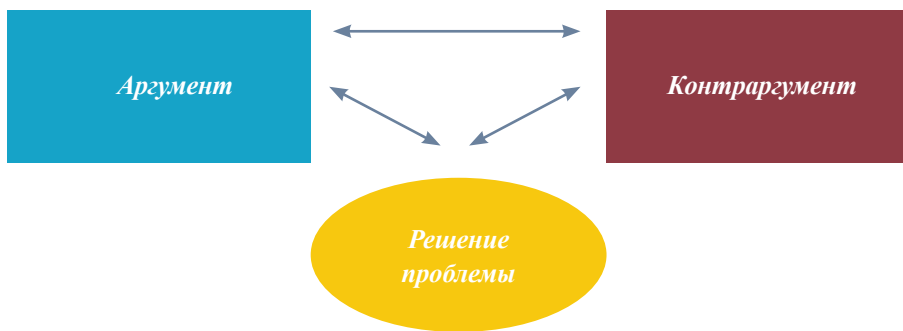 Аргумент
Контраргумент
Решение
проблемы